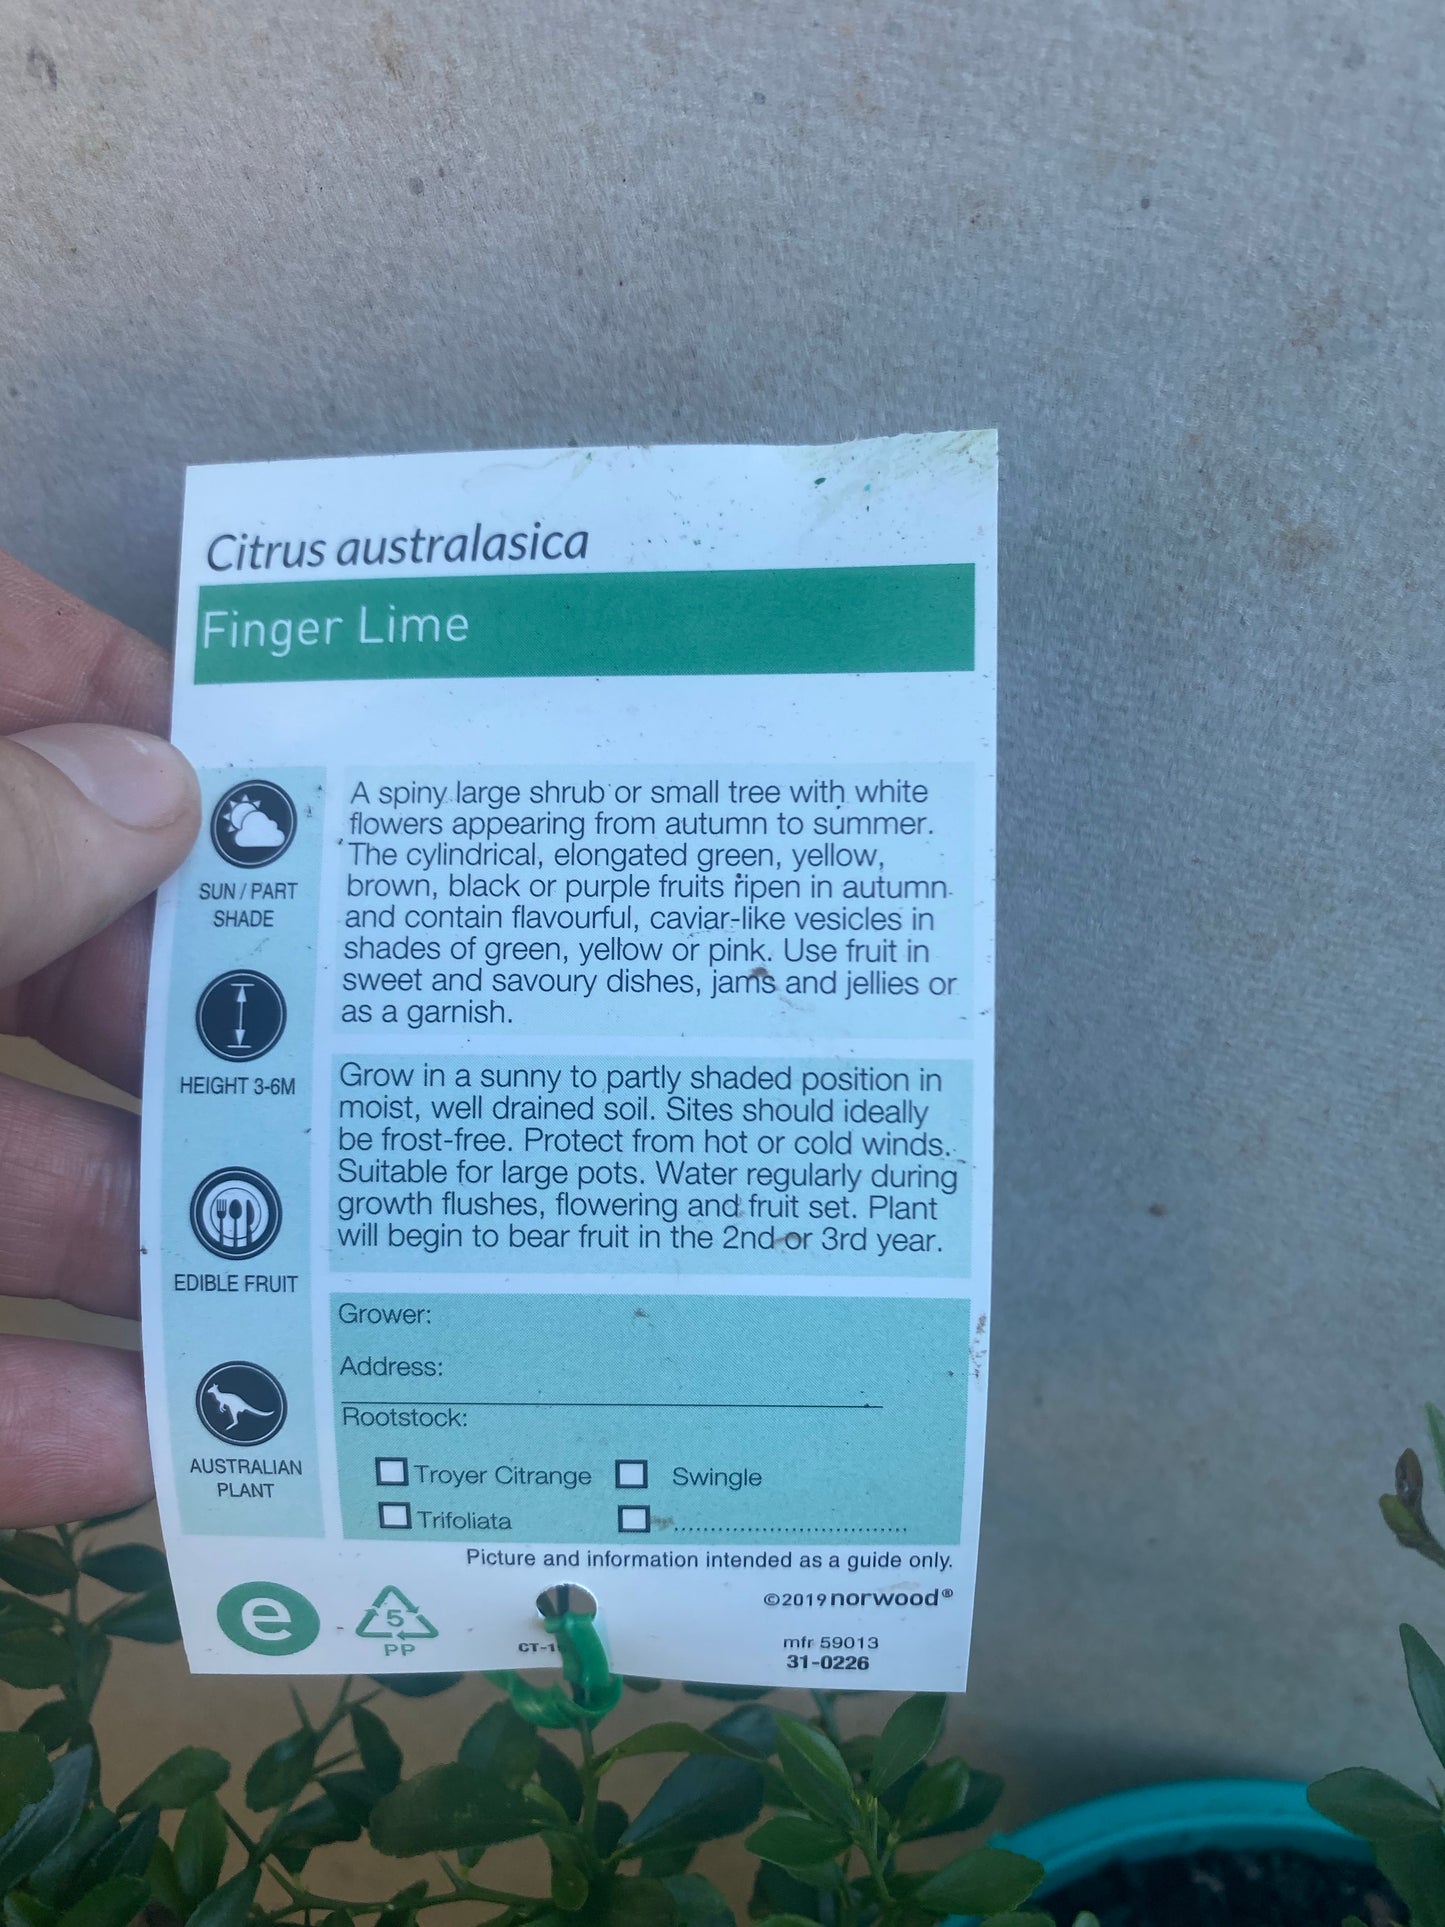 Citrus australasica
Finger Lime
SUN / PART
SHADE
HEIGHT 3-6M
EDIBLE FRUIT
AUSTRALIAN
PLANT
A spiny large shrub or small tree with white
flowers appearing from autumn to summer.
The cylindrical, elongated green, yellow,
brown, black or purple fruits ripen in autumn
and contain flavourful, caviar-like vesicles in
shades of green, yellow or pink. Use fruit in
sweet and savoury dishes, jams and jellies or
as a garnish.
Grow in a sunny to partly shaded position in
moist, well drained soil. Sites should ideally
be frost-free. Protect from hot or cold winds.
Suitable for large pots. Water regularly during
growth flushes, flowering and fruit set. Plant
will begin to bear fruit in the 2nd or 3rd year.
Grower:
Address:
Rootstock:
Troyer Citrange Swingle
Trifoliata ................................
Picture and information intended as a guide only.
e
5
PP
©2019 norwood®
mfr 59013
31-0226